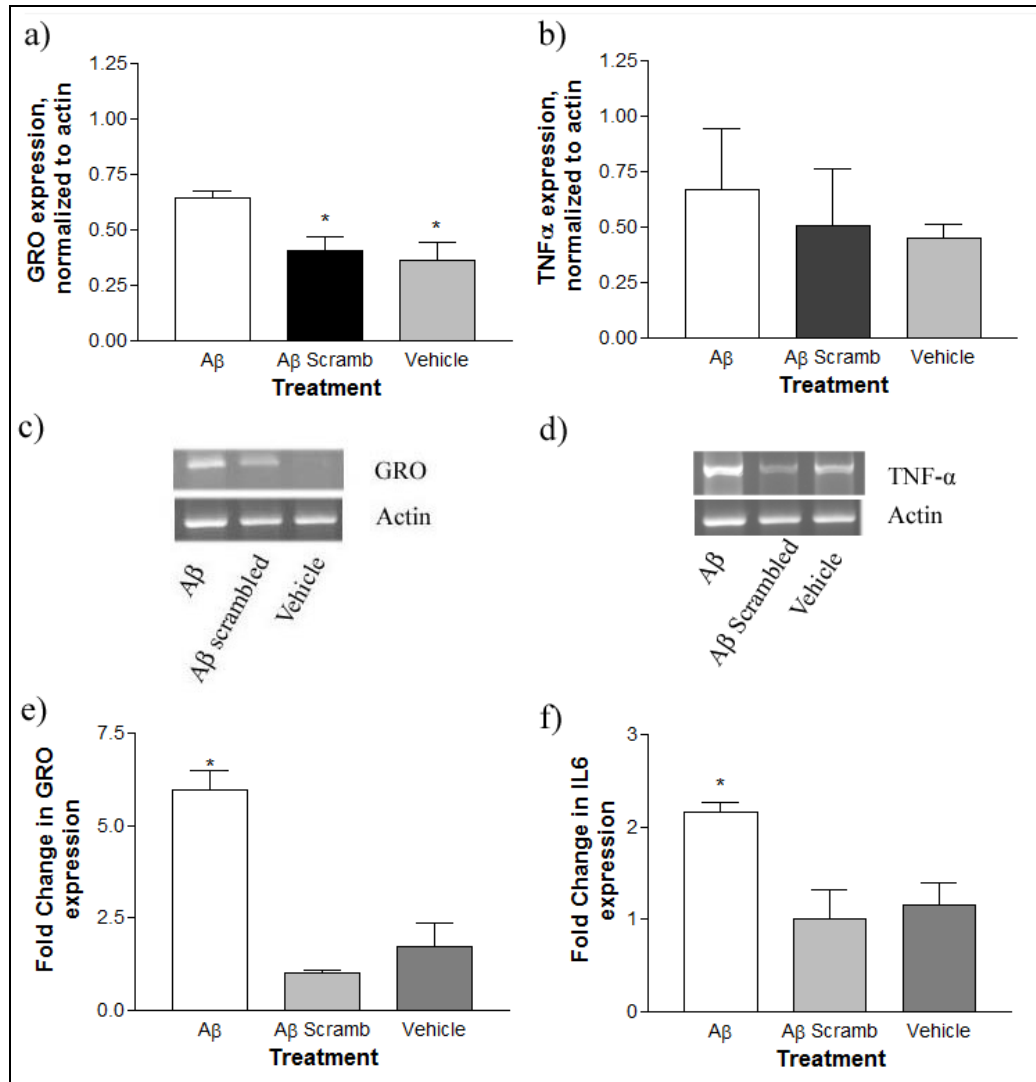 a)
GRO expression,
normalized to actin
1.25
1.00
0.75
0.50
0.25
0.00
*
*
Aβ
Aβ Scramb
Vehicle
Treatment
b)
TNFα expression,
normalized to actin
1.25
1.00
0.75
0.50
0.25
0.00
Aβ
Aβ Scramb
Vehicle
Treatment
c)
GRO
Actin
Aβ
Aβ scrambled
Vehicle
d)
TNF-α
Actin
Aβ
Aβ Scrambled
Vehicle
e)
Fold Change in GRO
expression
7.5
5.0
2.5
0.0
*
Aβ
Aβ Scramb
Vehicle
Treatment
f)
Fold Change in IL6
expression
3
2
1
0
*
Aβ
Aβ Scramb
Vehicle
Treatment